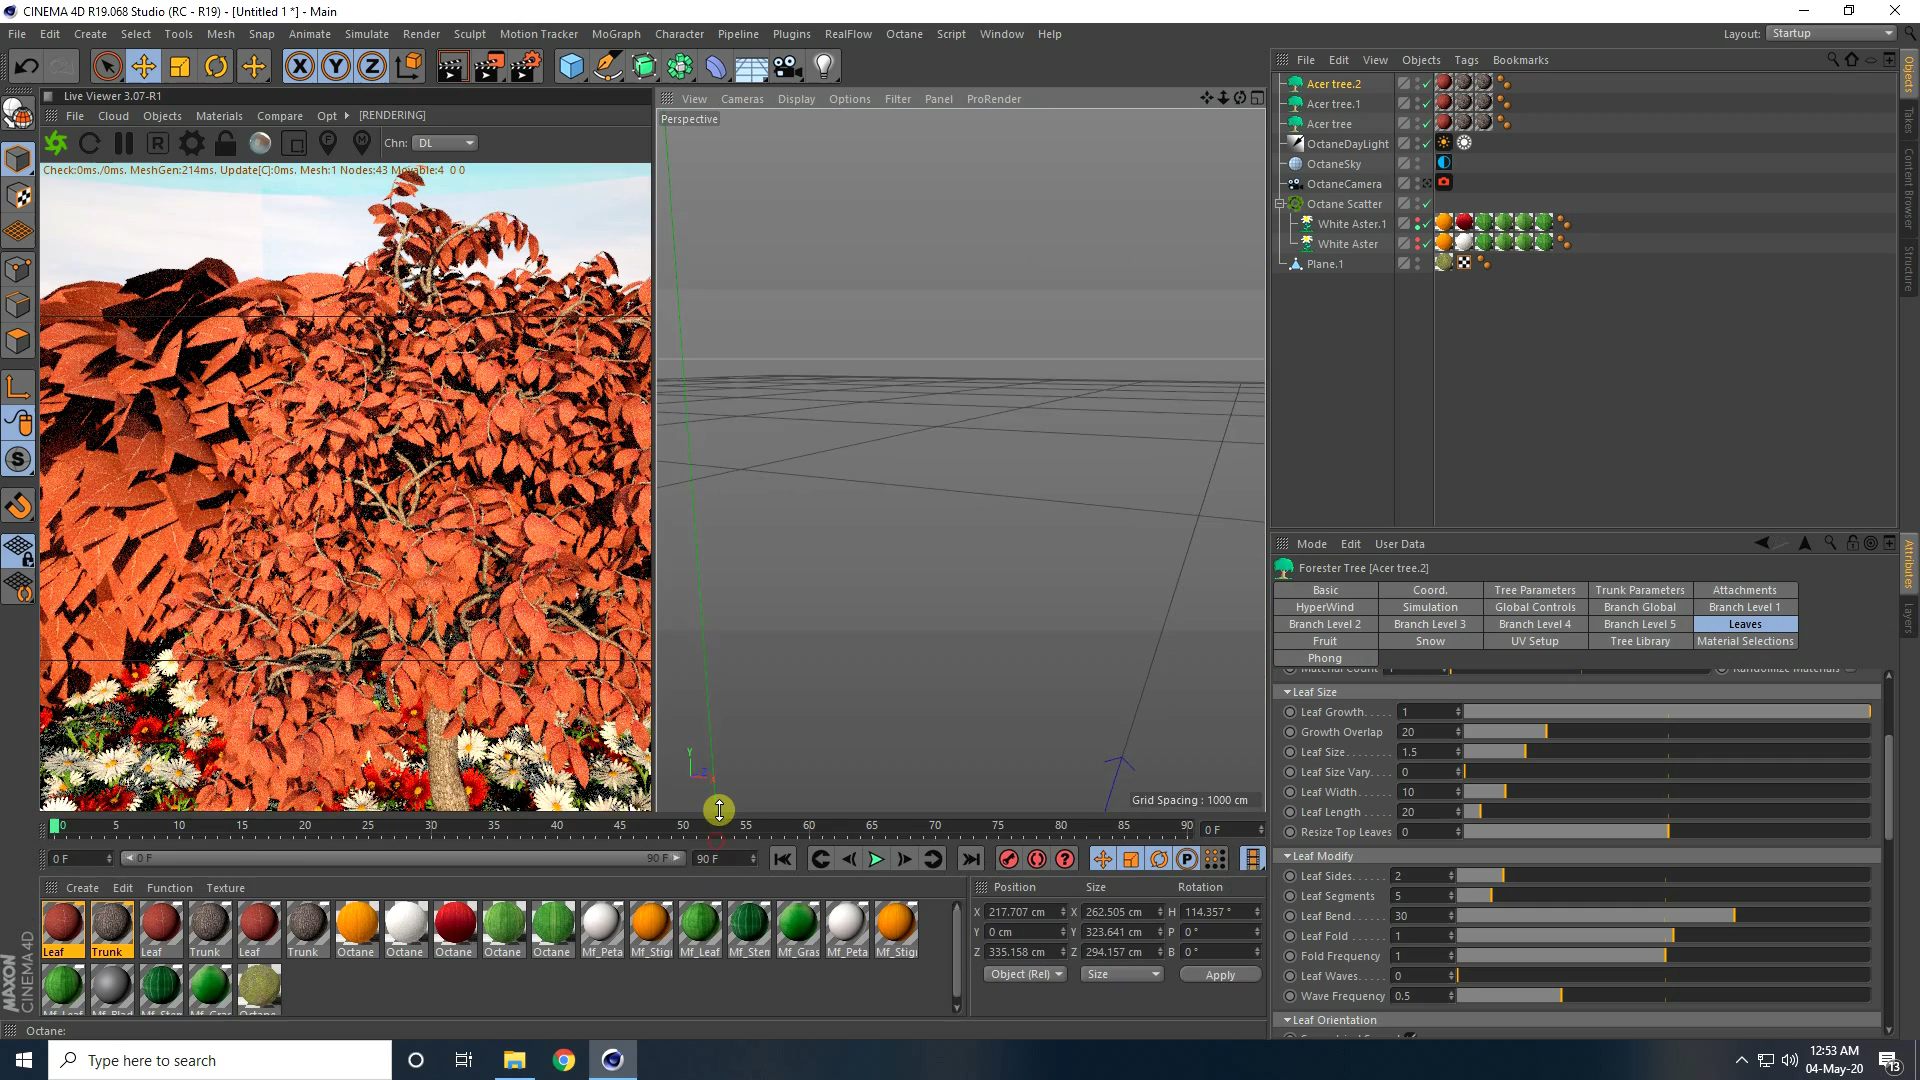 CINEMA 4D R19.068 Studio (RC - R19) - [Untitled 1 *] - Main
File Edit Create Select Tools Mesh Snap Animate Simulate Render Sculpt Motion Tracker MoGraph Character Pipeline Plugins RealFlow Octane Script Window Help
Layout: Startup
Live Viewer 3.07-R1
File Cloud Objects Materials Compare Opt [RENDERING]
Chn: DL
Check:0ms./0ms. MeshGen:214ms. Update[C]:0ms. Mesh:1 Nodes:43 Movable:4 0 0
View Cameras Display Options Filter Panel ProRender
Perspective
Grid Spacing : 1000 cm
File Edit View Objects Tags Bookmarks
Acer tree.2
Acer tree.1
Acer tree
OctaneDayLight
OctaneSky
OctaneCamera
Octane Scatter
White Aster.1
White Aster
Plane.1
Objects
Takes
Content Browser
Structure
Mode Edit User Data
Forester Tree [Acer tree.2]
Basic Coord. Tree Parameters Trunk Parameters Attachments
HyperWind Simulation Global Controls Branch Global Branch Level 1
Branch Level 2 Branch Level 3 Branch Level 4 Branch Level 5 Leaves
Fruit Snow UV Setup Tree Library Material Selections
Phong
Leaf Size
Leaf Growth 1
Growth Overlap 20
Leaf Size 1.5
Leaf Size Vary 0
Leaf Width 10
Leaf Length 20
Resize Top Leaves 0
Leaf Modify
Leaf Sides 2
Leaf Segments 5
Leaf Bend 30
Leaf Fold 1
Fold Frequency 1
Leaf Waves 0
Wave Frequency 0.5
Leaf Orientation
Attributes
Layers
0 5 10 15 20 25 30 35 40 45 50 55 60 65 70 75 80 85 90 0 F
0 F 0 F 90 F 90 F
Create Edit Function Texture
Leaf Trunk Leaf Trunk Leaf Trunk Octane Octane Octane Octane Octane Mf_Peta Mf_Stigr Mf_Leaf Mf_Stem Mf_Gras Mf_Peta Mf_Stigr
Mf_Leaf Mf_Blad Mf_Stem Mf_Gras Octane
Position Size Rotation
X 217.707 cm X 262.505 cm H 114.357 °
Y 0 cm Y 323.641 cm P 0 °
Z 335.158 cm Z 294.157 cm B 0 °
Object (Rel) Size Apply
MAXON CINEMA 4D
Octane:
Type here to search
12:53 AM
04-May-20
13